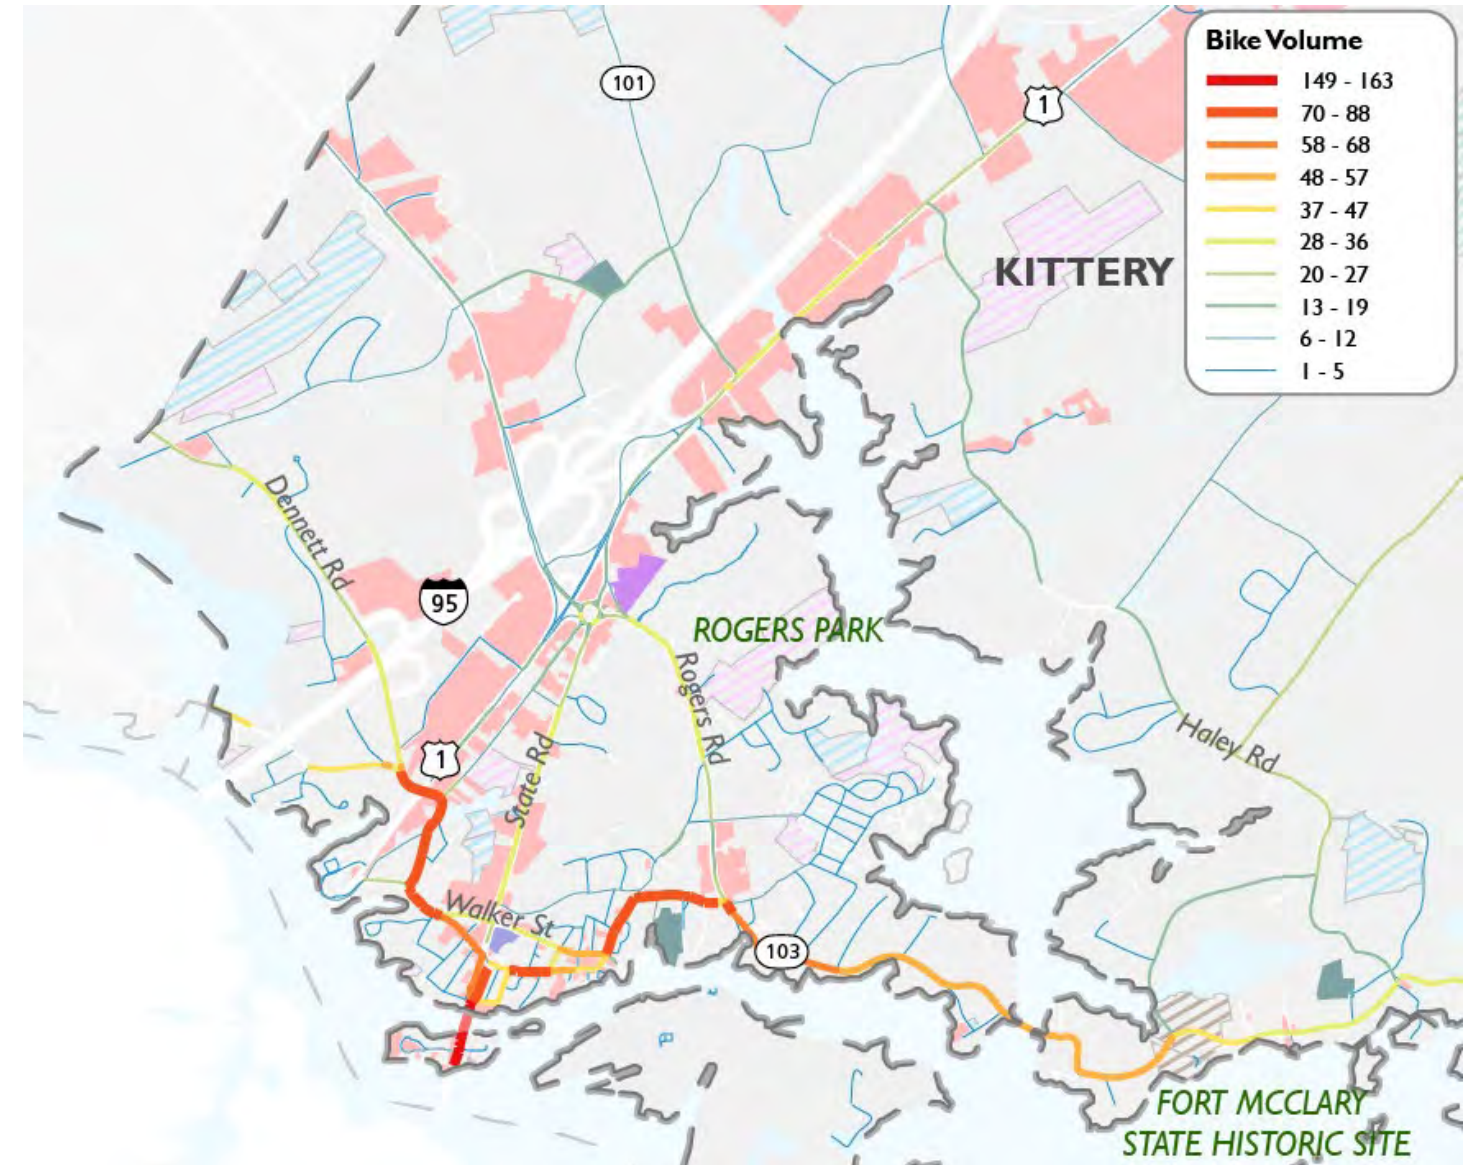 Bike Volume
149 - 163
70 - 88
58 - 68
48 - 57
37 - 47
28 - 36
20 - 27
13 - 19
6 - 12
1 - 5
101
1
KITTERY
Dennett Rd
95
ROGERS PARK
Rogers Rd
1
State Rd
Haley Rd
Walker St
103
FORT MCCLARY
STATE HISTORIC SITE